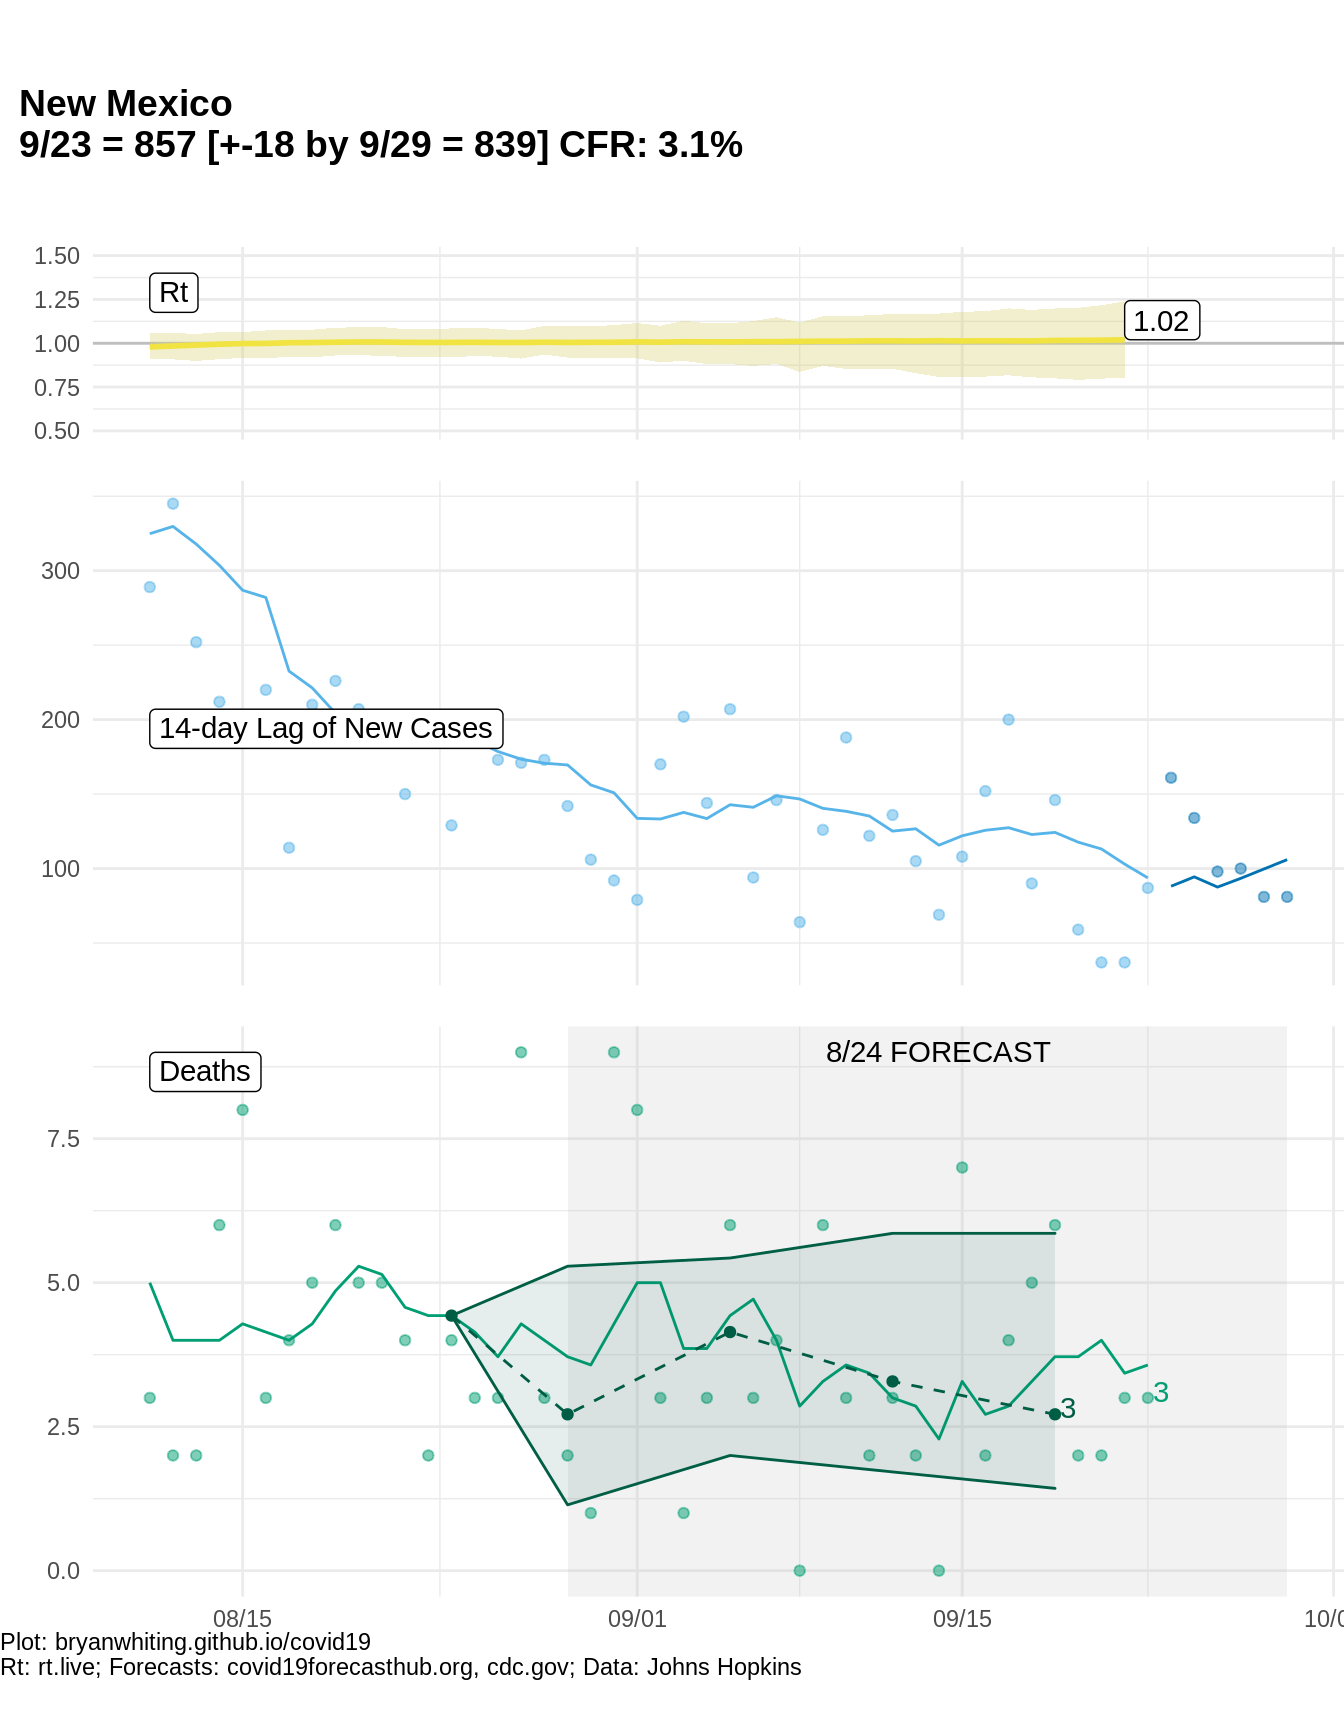 New Mexico
9/23 = 857 [+-18 by 9/29 = 839] CFR: 3.1%
1.50
Rt
1.25
1.02
1.00
0.75
0.50
300
200
14-day Lag of New Cases
100
8/24 FORECAST
Deaths
7.5
5.0
3
3
2.5
0.0
08/15
09/01
09/15
10/0
Plot: bryanwhiting.github.io/covid19
Rt: rt.live; Forecasts: covid19forecasthub.org, cdc.gov; Data: Johns Hopkins